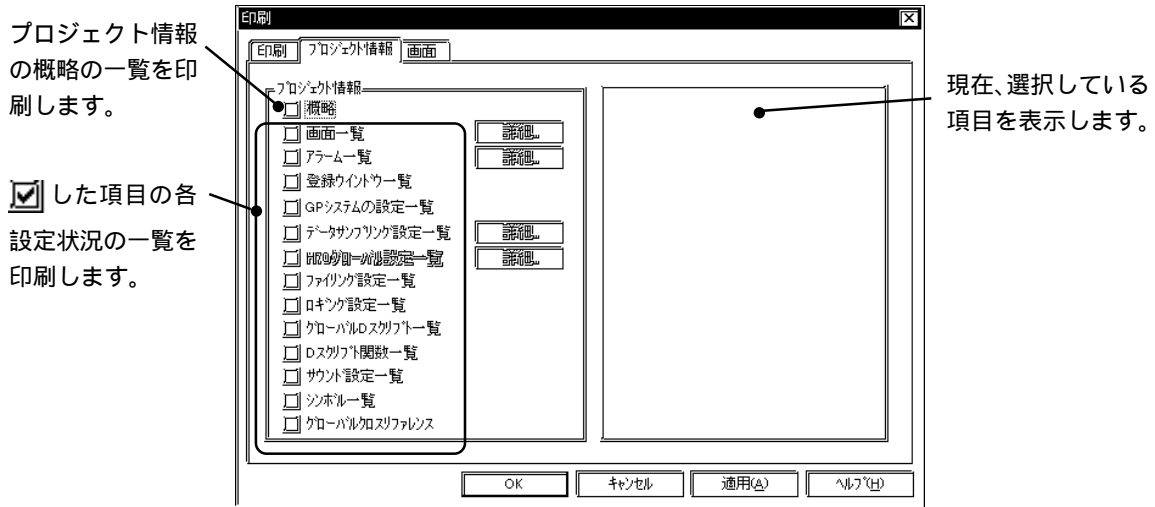 プロジェクト情報
の概略の一覧を印
刷します。
した項目の各
設定状況の一覧を
印刷します。
印刷
印刷 プロジェクト情報 画面
プロジェクト情報
概略
画面一覧 詳細...
アラーム一覧 詳細...
登録ウインドウ一覧
GPシステムの設定一覧
データサンプリング設定一覧 詳細...
グローバル設定一覧 詳細...
ファイリング設定一覧
ロギング設定一覧
グローバルDスクリプト一覧
Dスクリプト関数一覧
サウンド設定一覧
シンボル一覧
グローバルクロスリファレンス
OK キャンセル 適用(A) ヘルプ(H)
現在、選択している
項目を表示します。